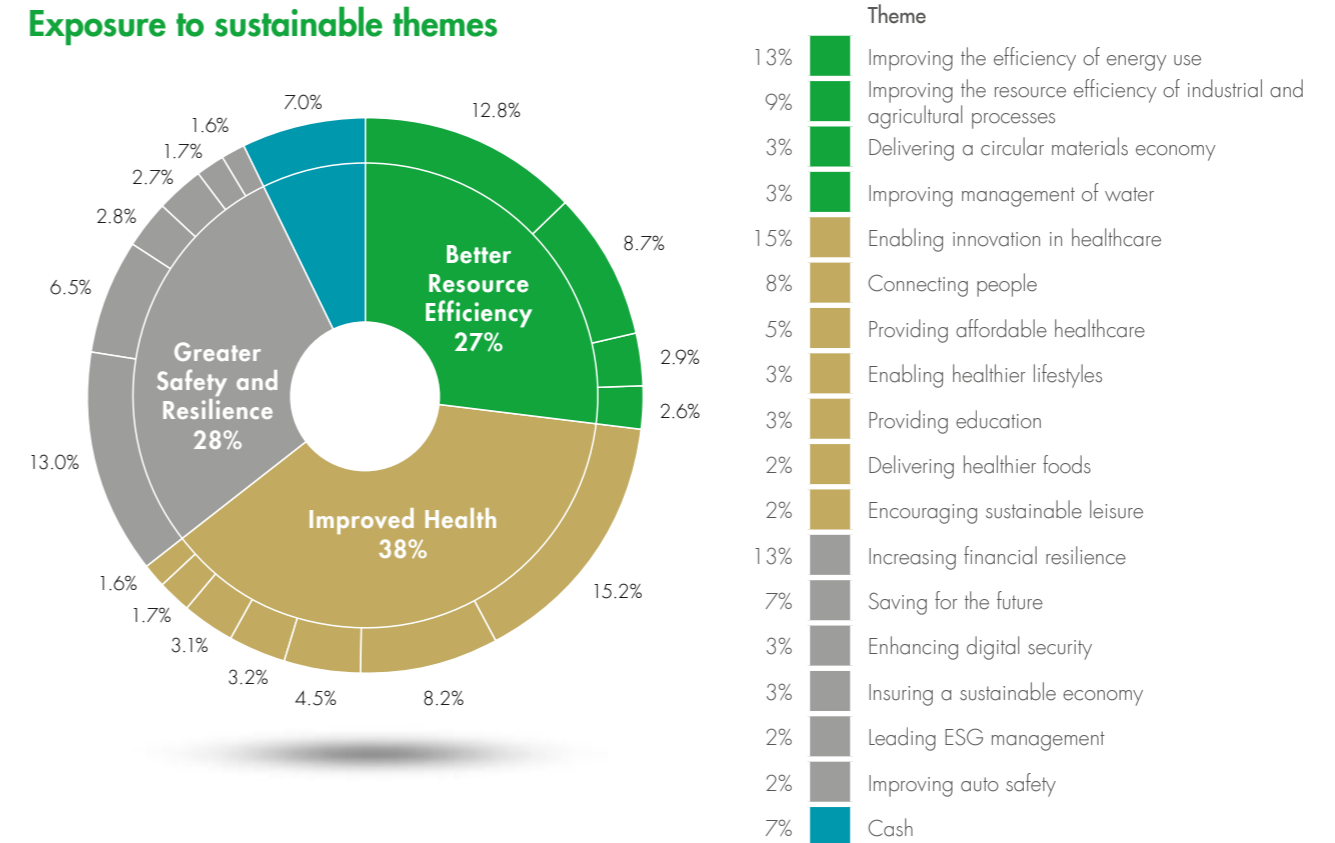 Exposure to sustainable themes
7.0%
12.8%
1.6%
1.7%
2.7%
2.8%
8.7%
6.5%
2.9%
2.6%
13.0%
15.2%
1.6%
1.7%
3.1%
3.2%
4.5%
8.2%
Better
Resource
Efficiency
27%
Greater
Safety and
Resilience
28%
Improved Health
38%
Theme
13% Improving the efficiency of energy use
9% Improving the resource efficiency of industrial and
agricultural processes
3% Delivering a circular materials economy
3% Improving management of water
15% Enabling innovation in healthcare
8% Connecting people
5% Providing affordable healthcare
3% Enabling healthier lifestyles
3% Providing education
2% Delivering healthier foods
2% Encouraging sustainable leisure
13% Increasing financial resilience
7% Saving for the future
3% Enhancing digital security
3% Insuring a sustainable economy
2% Leading ESG management
2% Improving auto safety
7% Cash